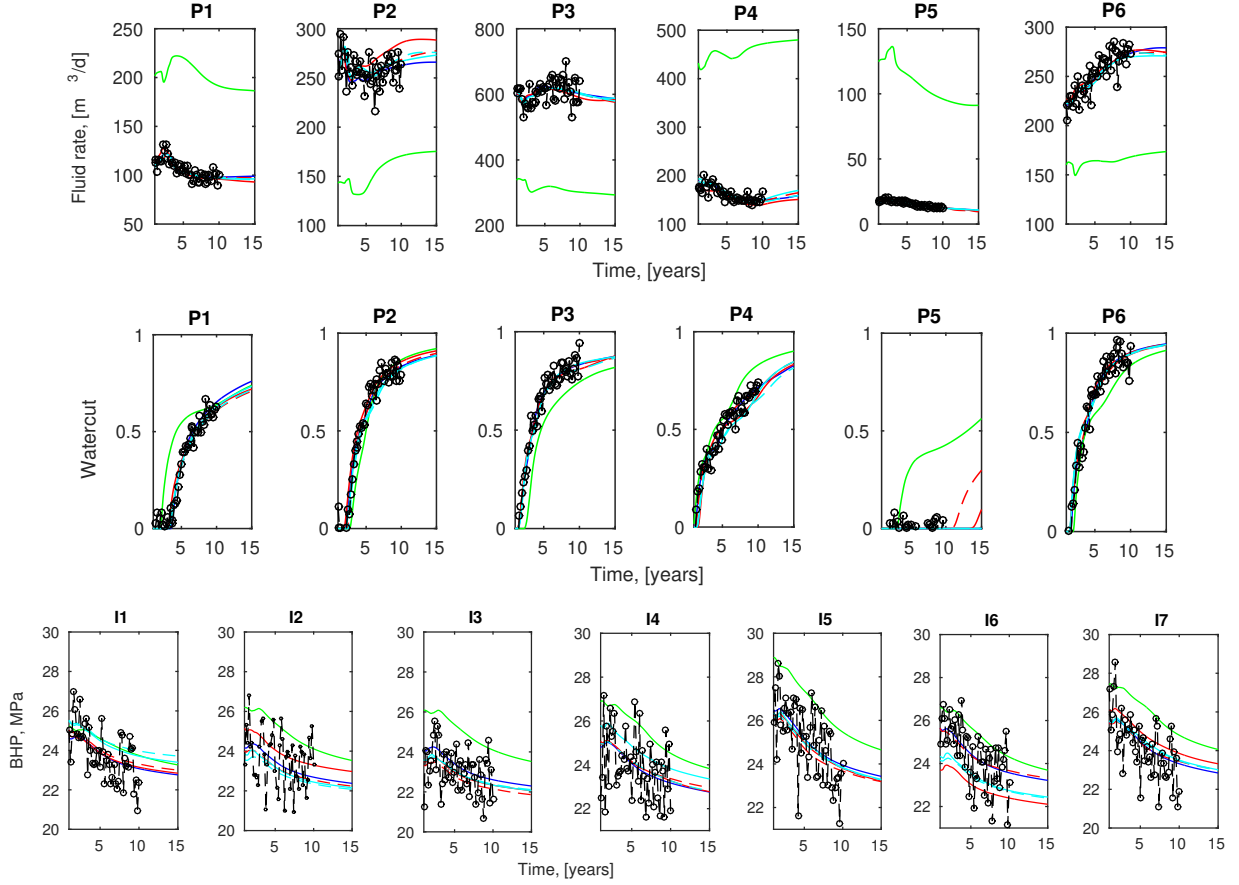 P1 P2 P3 P4 P5 P6
Fluid rate, [m 3/d]
250 300 800 500 150 300
200 250 600 400 100 250
150 200 400 300 50 200
100 150 200 200 0 150
50 100 100 100
5 10 15 5 10 15 5 10 15 5 10 15 5 10 15 5 10 15
Time, [years]
P1 P2 P3 P4 P5 P6
Watercut
1 1 1 1 1 1
0.5 0.5 0.5 0.5 0.5 0.5
0 0 0 0 0 0
5 10 15 5 10 15 5 10 15 5 10 15 5 10 15 5 10 15
Time, [years]
I1 I2 I3 I4 I5 I6 I7
BHP, MPa
30 30 30 30 30 30 30
28 28 28 28 28 28 28
26 26 26 26 26 26 26
24 24 24 24 24 24 24
22 22 22 22 22 22 22
20 20 20 20
5 10 15 5 10 15 5 10 15 5 10 15 5 10 15 5 10 15 5 10 15
Time, [years]